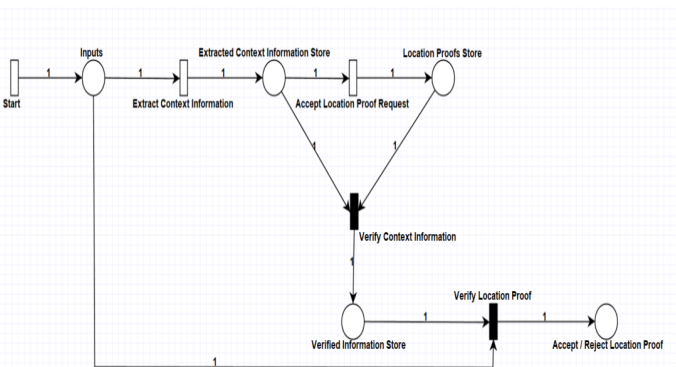 Inputs
Extracted Context Information Store
Location Proofs Store
1
1
1
1
1
Start
Extract Context Information
Accept Location Proof Request
1
1
Verify Context Information
1
Verify Location Proof
1
1
Verified Information Store
Accept / Reject Location Proof
1